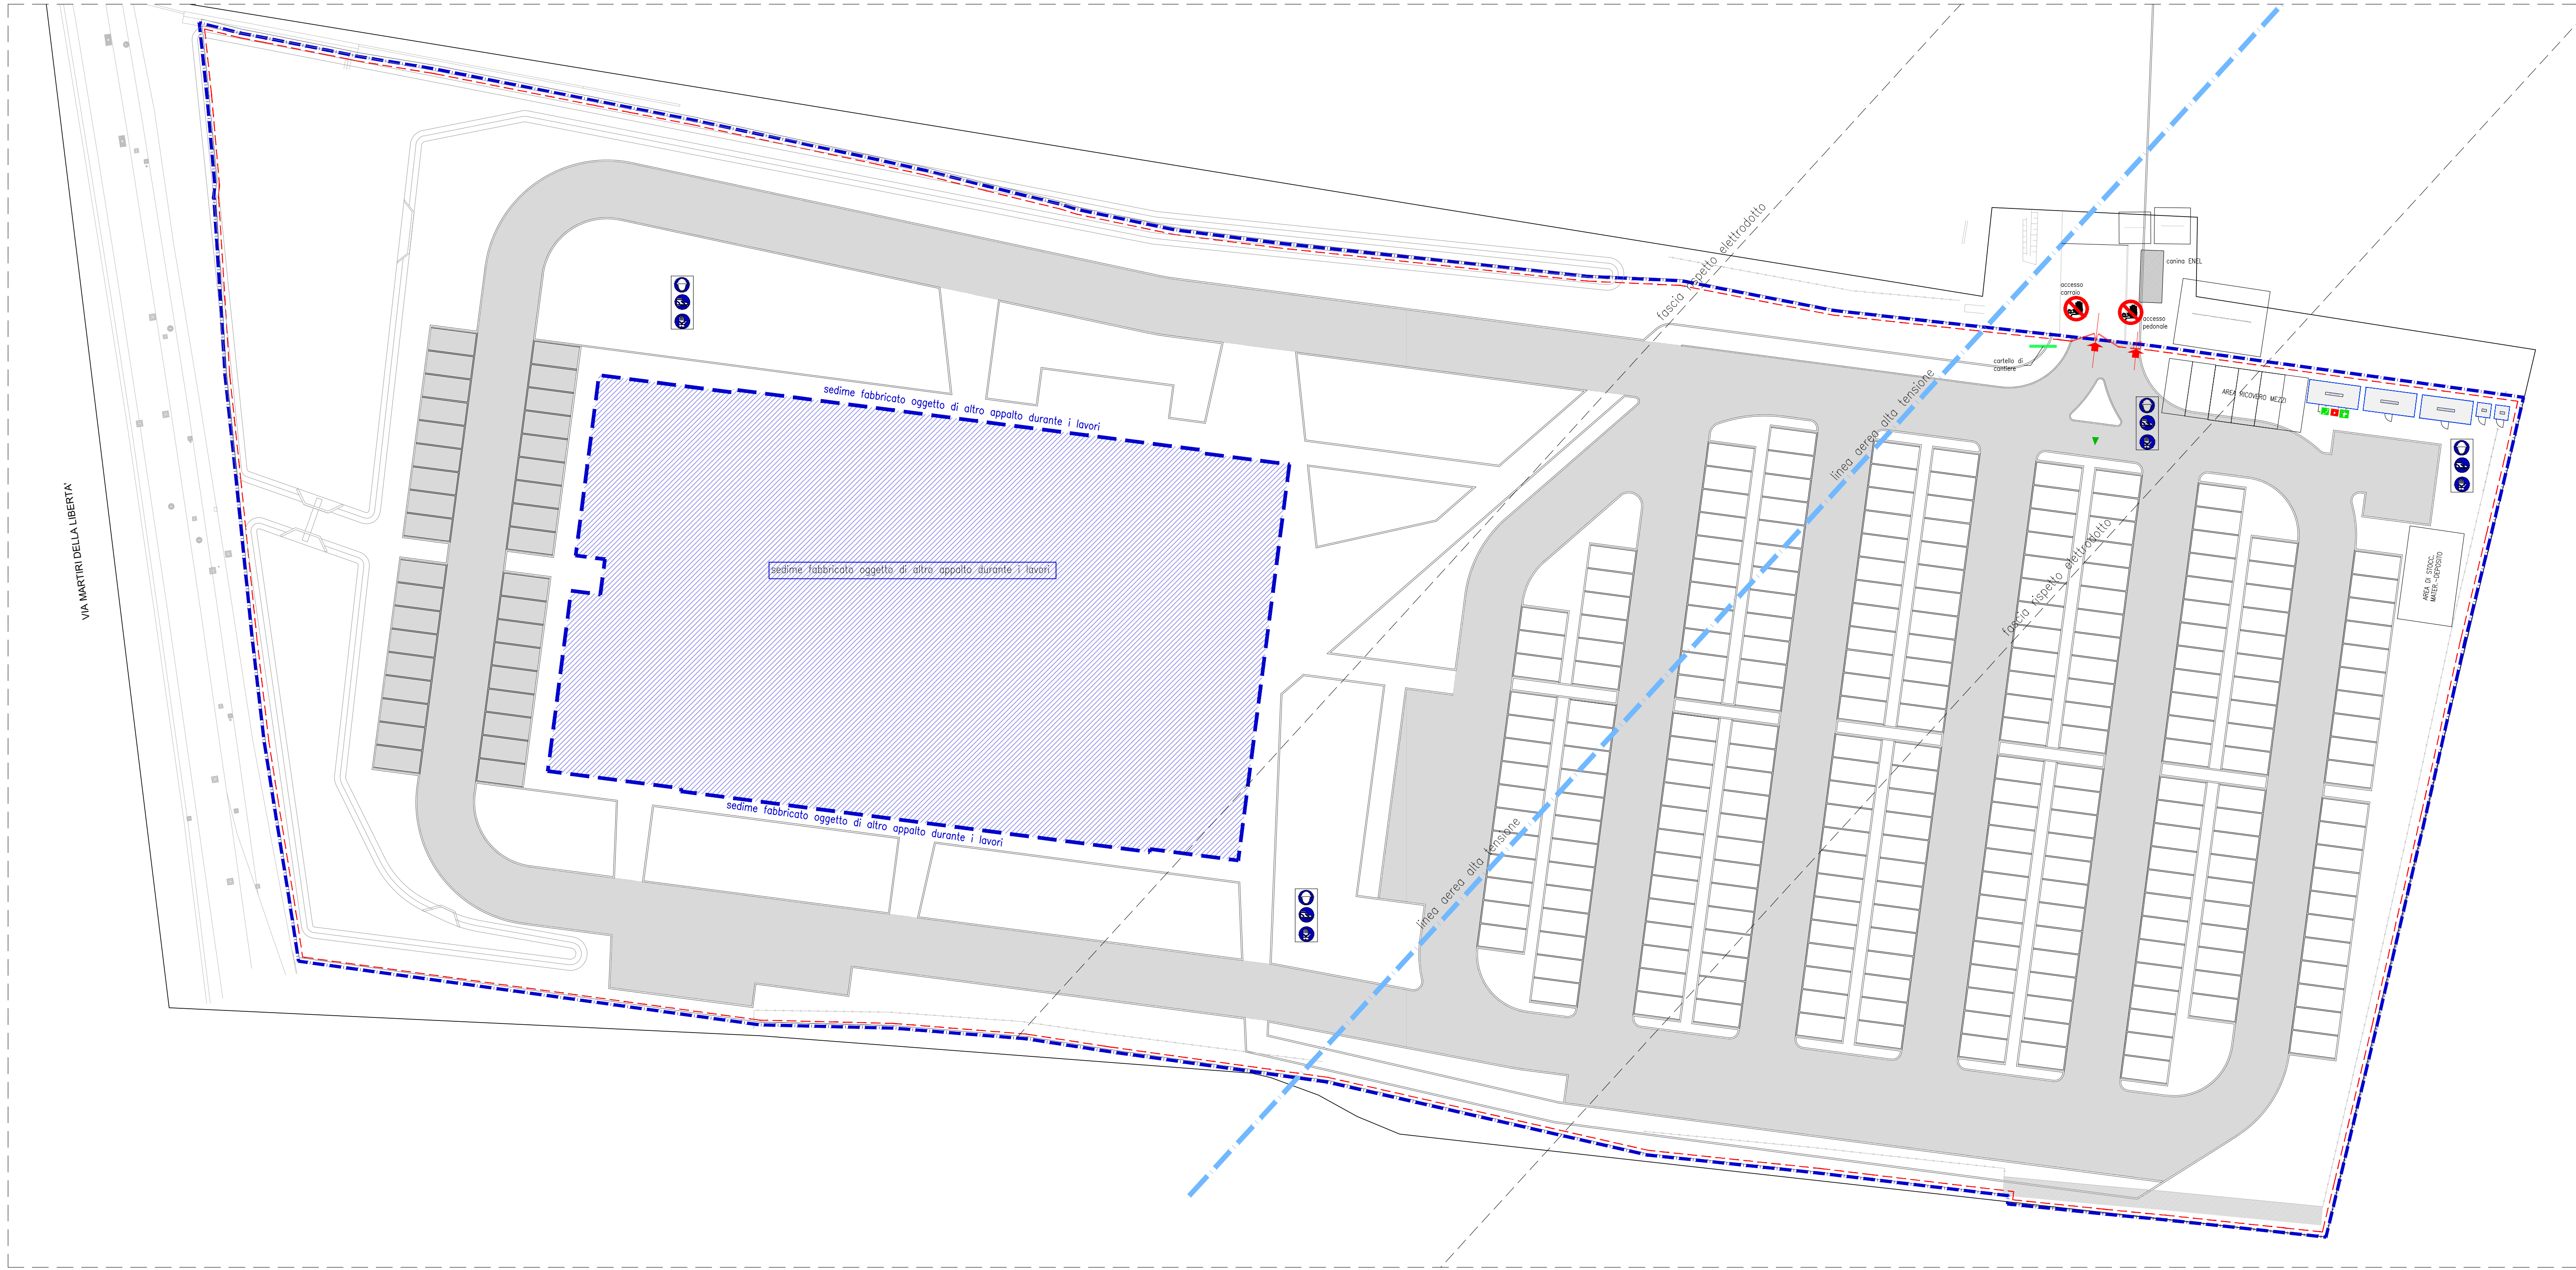 fascia rispetto elettrodotto
canina ENEL
accesso
carraio
accesso
pedonale
cartello di
cantiere
AREA RICOVERO MEZZI
sedime fabbricato oggetto di altro appalto durante i lavori
linea aerea alta tensione
VIA MARTIRI DELLA LIBERTA'
sedime fabbricato oggetto di altro appalto durante i lavori
fascia rispetto elettrodotto
AREA DI STOCC.
MATER.-DEPOSITO
sedime fabbricato oggetto di altro appalto durante i lavori
linea aerea alta tensione